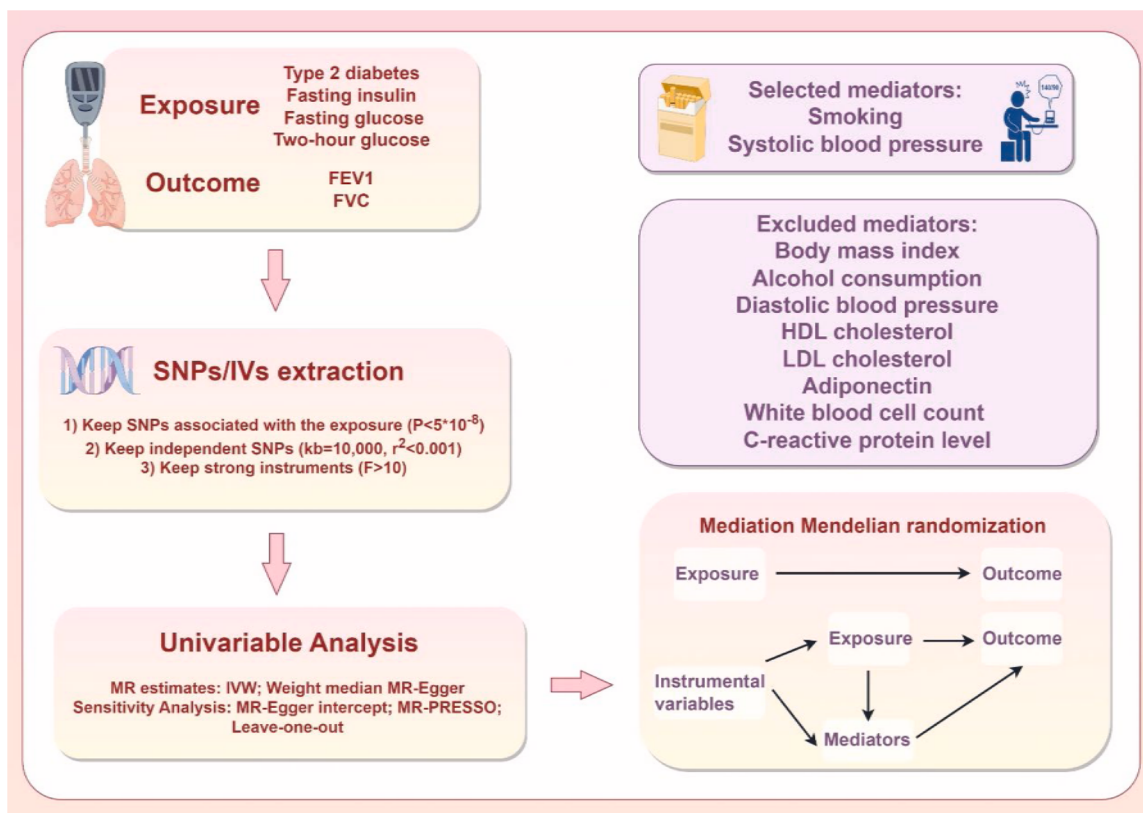 Exposure
Type 2 diabetes
Fasting insulin
Fasting glucose
Two-hour glucose
Outcome
FEV1
FVC
SNPs/IVs extraction
1) Keep SNPs associated with the exposure (P<5*10⁻⁸)
2) Keep independent SNPs (kb=10,000, r²<0.001)
3) Keep strong instruments (F>10)
Univariable Analysis
MR estimates: IVW; Weight median MR-Egger
Sensitivity Analysis: MR-Egger intercept; MR-PRESSO;
Leave-one-out
Selected mediators:
Smoking
Systolic blood pressure
140/90
Excluded mediators:
Body mass index
Alcohol consumption
Diastolic blood pressure
HDL cholesterol
LDL cholesterol
Adiponectin
White blood cell count
C-reactive protein level
Mediation Mendelian randomization
Exposure
Outcome
Exposure
Outcome
Instrumental
variables
Mediators